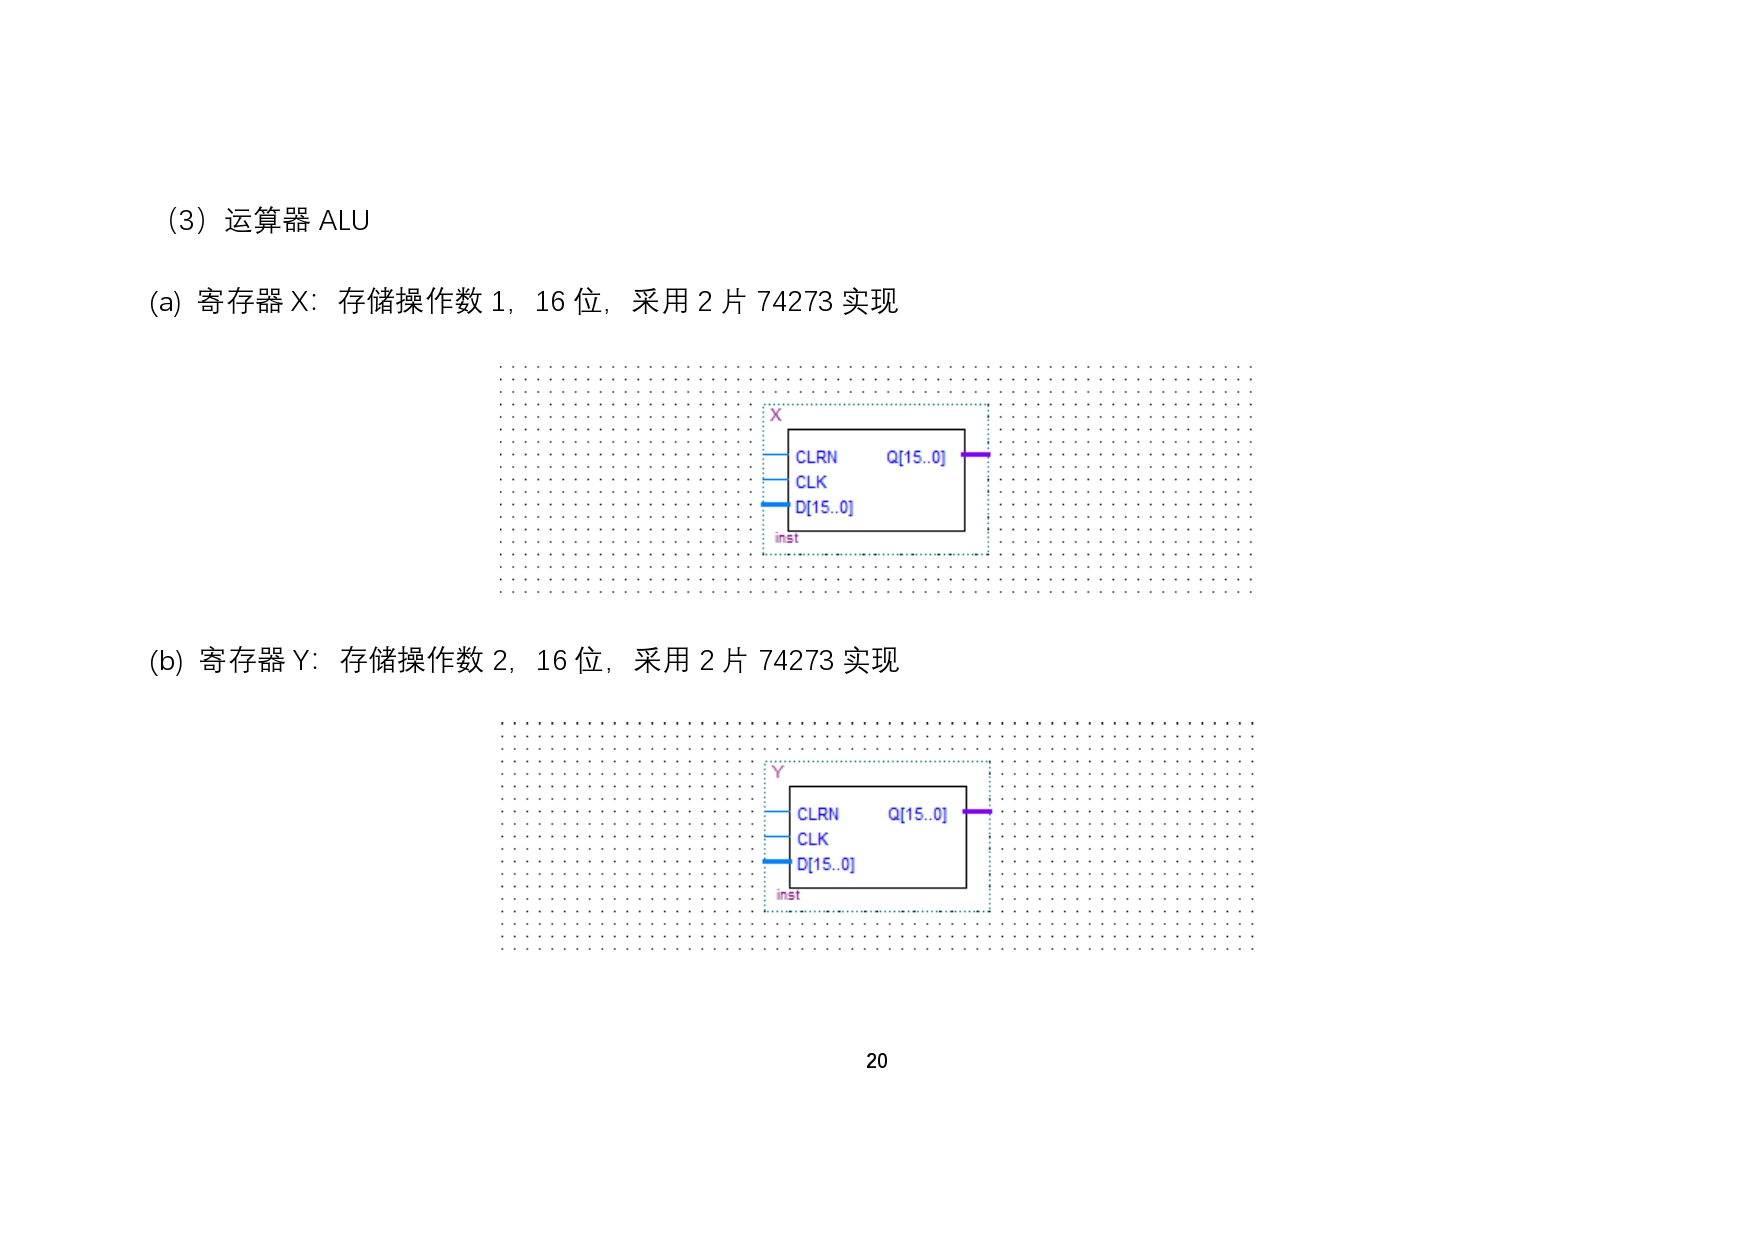 （3）运算器 ALU
(a) 寄存器 X：存储操作数 1，16 位，采用 2 片 74273 实现
X
CLRN Q[15..0]
CLK
D[15..0]
inst
(b) 寄存器 Y：存储操作数 2，16 位，采用 2 片 74273 实现
Y
CLRN Q[15..0]
CLK
D[15..0]
inst
20